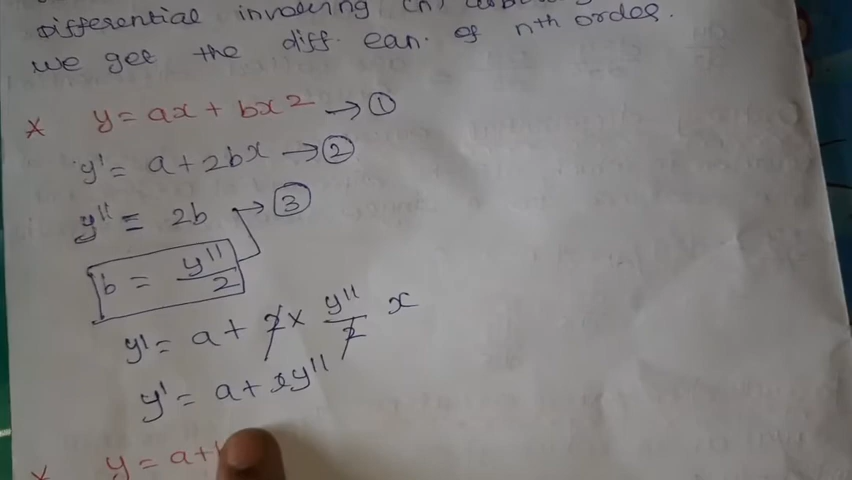 Differential involving (n)
we get the diff. eqn. of nth order.
* y = ax + bx2 → ①
y' = a + 2bx → ②
y'' = 2b → ③
b = y''/2
y' = a + 2 x y''/2 x
y' = a + xy''
* y = a +